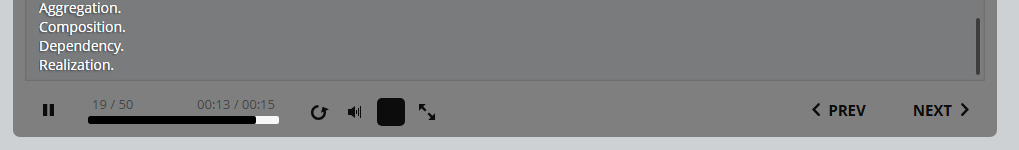 Aggregation.
Composition.
Dependency.
Realization.
19 / 50 00:13 / 00:15 PREV NEXT